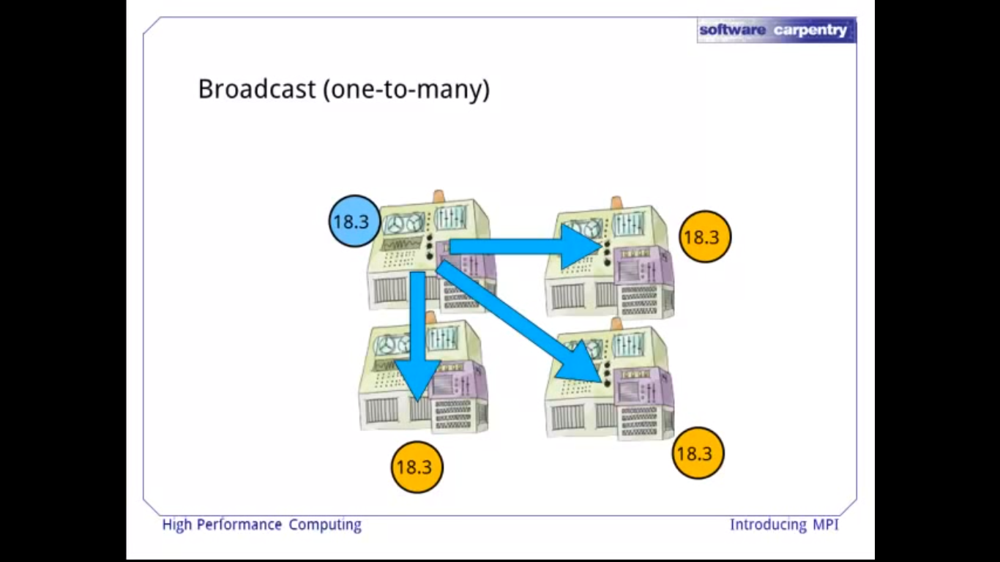 software carpentry
Broadcast (one-to-many)
18.3
18.3
18.3
18.3
High Performance Computing
Introducing MPI